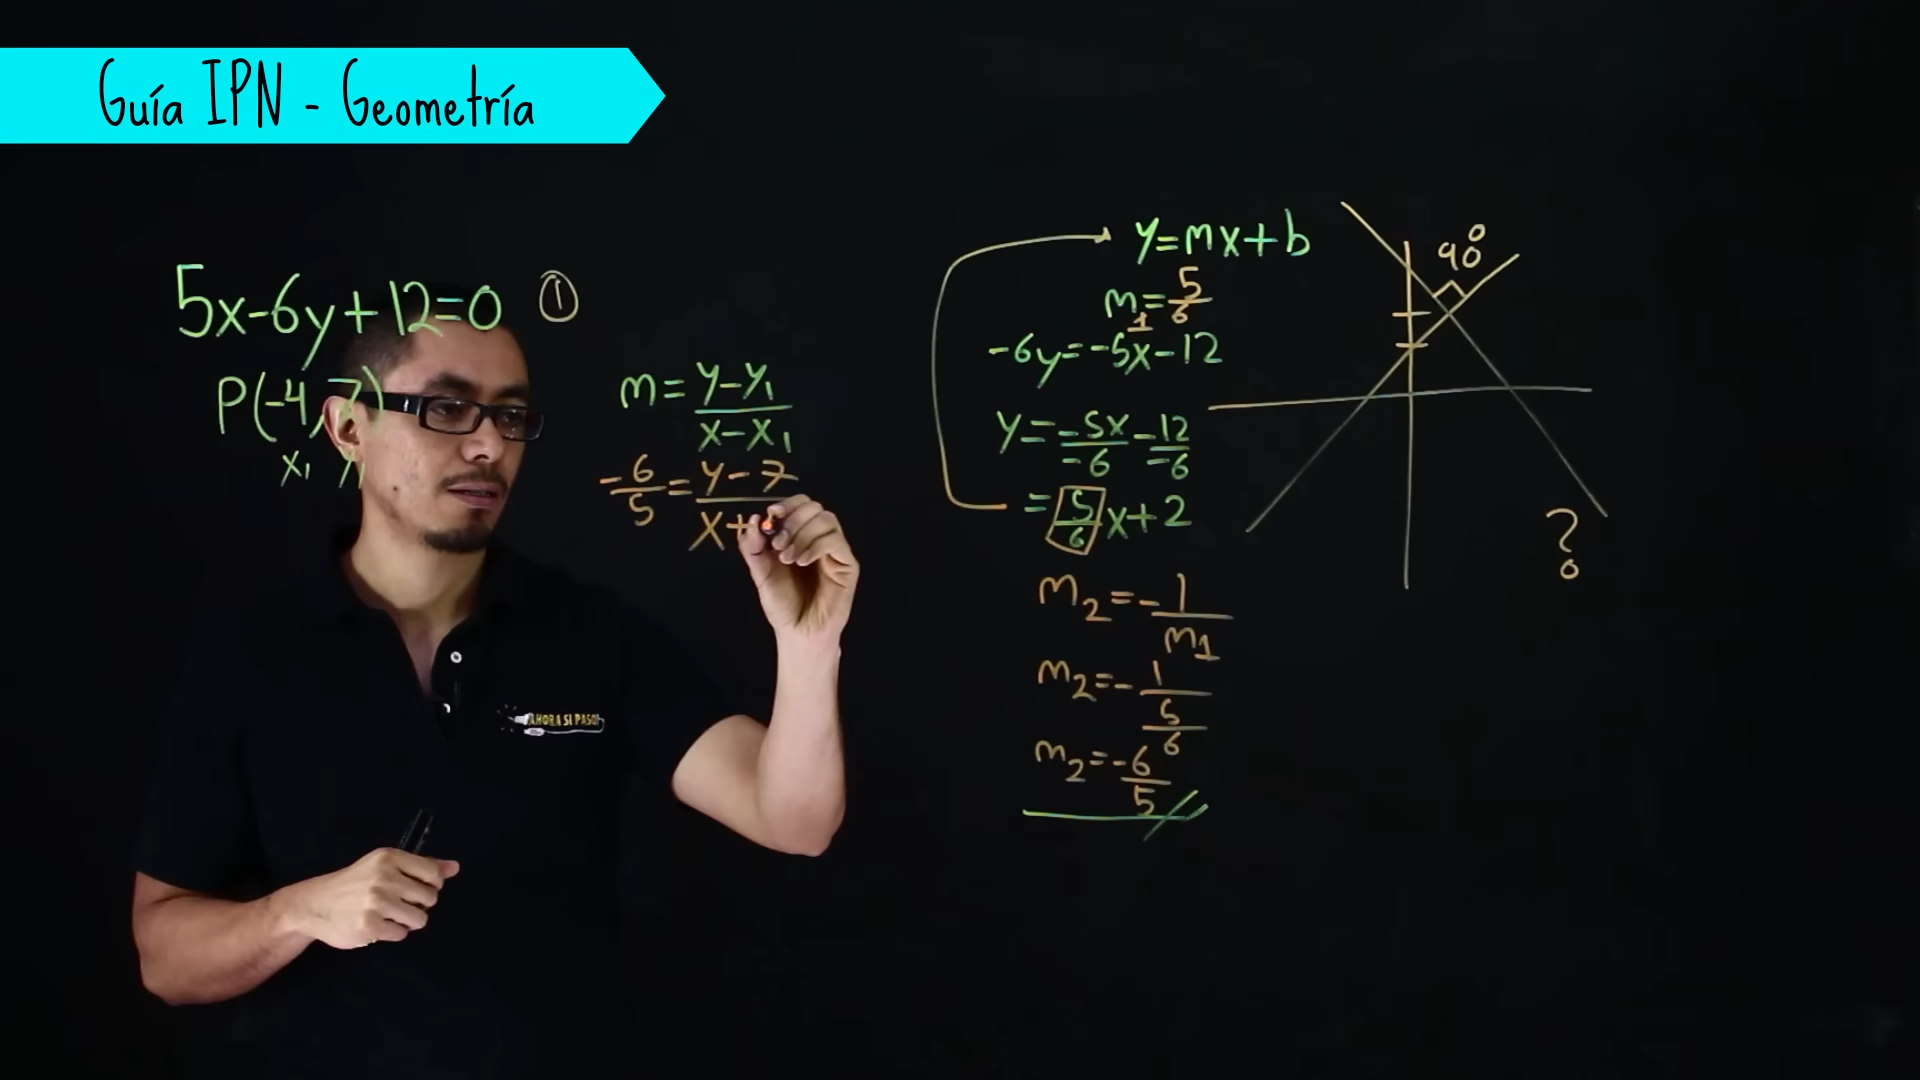 Guía IPN - Geometría
5x-6y+12=0 ①
P(-4,7)
x₁ y₁
m=y-y₁/x-x₁
-6/5=y-7/x+
AHORA SI PASO
y=mx+b
m₁=5/6
-6y=-5x-12
y=-5x/-6-12/-6
=5/6x+2
m₂=-1/m₁
m₂=-1/5/6
m₂=-6/5
90°
?